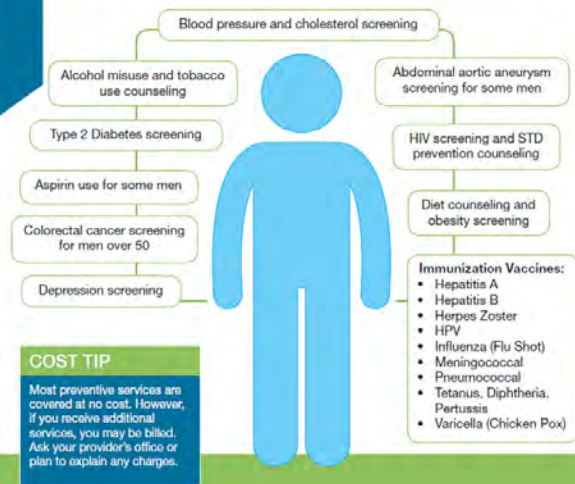 Blood pressure and cholesterol screening
Alcohol misuse and tobacco
use counseling
Type 2 Diabetes screening
Aspirin use for some men
Colorectal cancer screening
for men over 50
Depression screening
Abdominal aortic aneurysm
screening for some men
HIV screening and STD
prevention counseling
Diet counseling and
obesity screening
Immunization Vaccines:
• Hepatitis A
• Hepatitis B
• Herpes Zoster
• HPV
• Influenza (Flu Shot)
• Meningococcal
• Pneumococcal
• Tetanus, Diphtheria,
Pertussis
• Varicella (Chicken Pox)
COST TIP
Most preventive services are
covered at no cost. However,
if you receive additional
services, you may be billed.
Ask your provider's office or
plan to explain any charges.